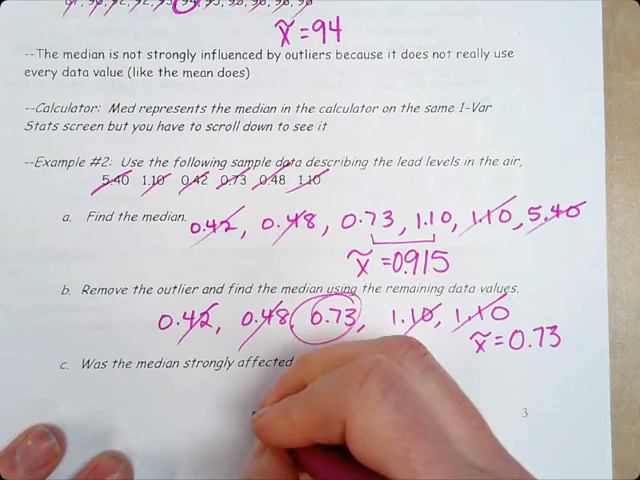 x̃ = 94
--The median is not strongly influenced by outliers because it does not really use
every data value (like the mean does)
--Calculator: Med represents the median in the calculator on the same 1-Var
Stats screen but you have to scroll down to see it
--Example #2: Use the following sample data describing the lead levels in the air,
5.40 1.10 0.42 0.73 0.48 1.10
a. Find the median. 0.42, 0.48, 0.73, 1.10, 1.10, 5.40
x̃ = 0.915
b. Remove the outlier and find the median using the remaining data values.
0.42, 0.48, 0.73, 1.10, 1.10
x̃ = 0.73
c. Was the median strongly affected
3